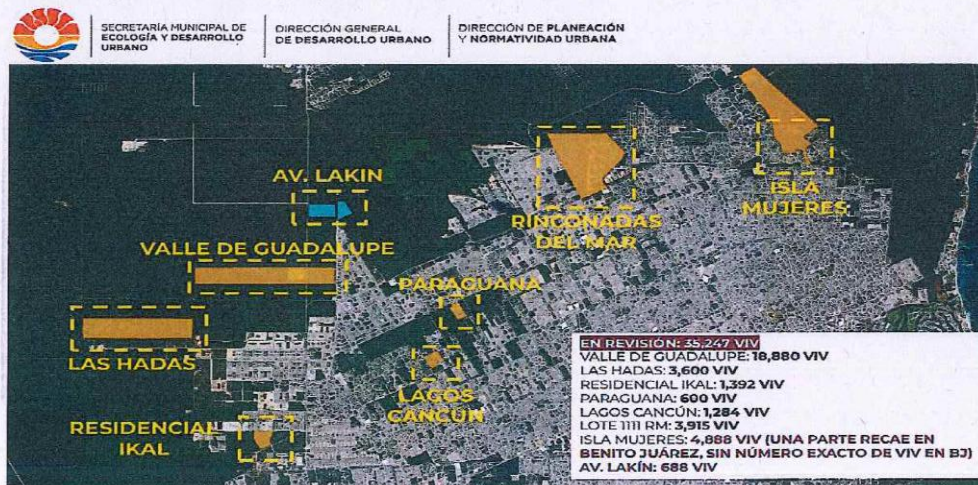 SECRETARÍA MUNICIPAL DE
ECOLOGÍA Y DESARROLLO
URBANO
DIRECCIÓN GENERAL
DE DESARROLLO URBANO
DIRECCIÓN DE PLANEACIÓN
Y NORMATIVIDAD URBANA
AV. LAKIN
ISLA
MUJERES
RINCONADAS
DEL MAR
VALLE DE GUADALUPE
PARAGUANA
LAS HADAS
LAGOS
CANCÚN
RESIDENCIAL
IKAL
EN REVISIÓN: 35,247 VIV
VALLE DE GUADALUPE: 18,880 VIV
LAS HADAS: 3,600 VIV
RESIDENCIAL IKAL: 1,392 VIV
PARAGUANA: 600 VIV
LAGOS CANCÚN: 1,284 VIV
LOTE 1111 RM: 3,915 VIV
ISLA MUJERES: 4,888 VIV (UNA PARTE RECAE EN
BENITO JUÁREZ, SIN NÚMERO EXACTO DE VIV EN BJ)
AV. LAKÍN: 688 VIV